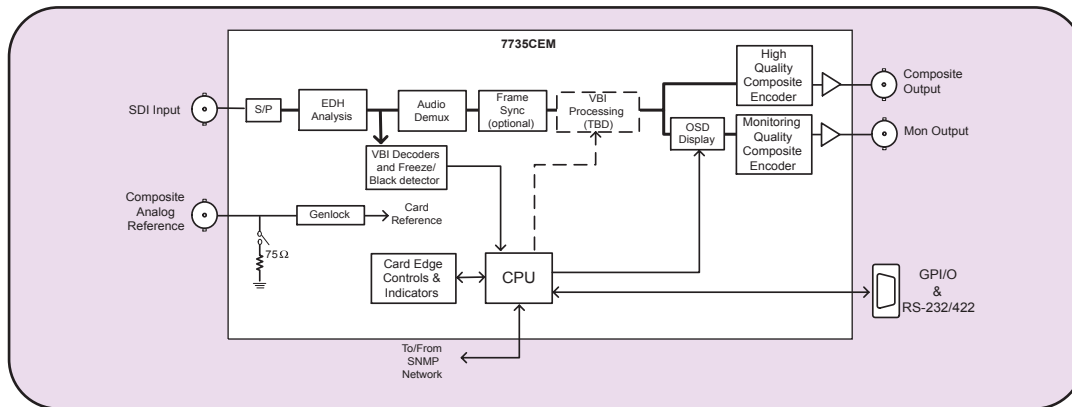 7735CEM
SDI Input
S/P
EDH
Analysis
Audio
Demux
Frame
Sync
(optional)
VBI
Processing
(TBD)
High
Quality
Composite
Encoder
Composite
Output
OSD
Display
Monitoring
Quality
Composite
Encoder
Mon Output
VBI Decoders
and Freeze/
Black detector
Composite
Analog
Reference
Genlock
Card
Reference
75Ω
Card Edge
Controls &
Indicators
CPU
GPI/O
&
RS-232/422
To/From
SNMP
Network